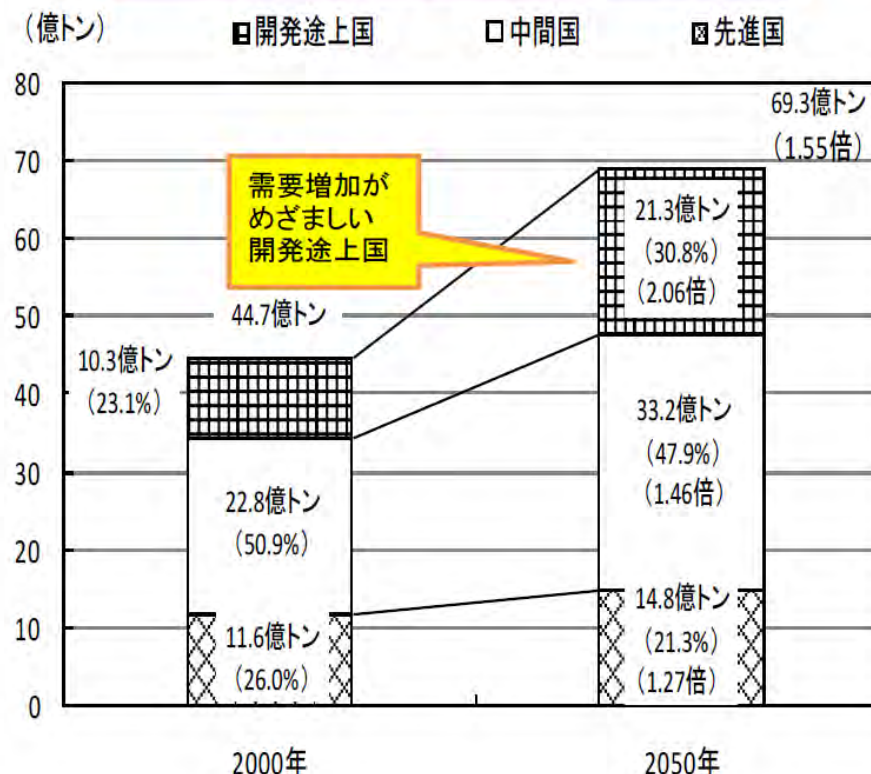 （億トン）
開発途上国
中間国
先進国
80
70
60
50
40
30
20
10
0
69.3億トン
（1.55倍）
需要増加が
めざましい
開発途上国
44.7億トン
10.3億トン
（23.1%）
22.8億トン
（50.9%）
11.6億トン
（26.0%）
21.3億トン
（30.8%）
（2.06倍）
33.2億トン
（47.9%）
（1.46倍）
14.8億トン
（21.3%）
（1.27倍）
2000年
2050年